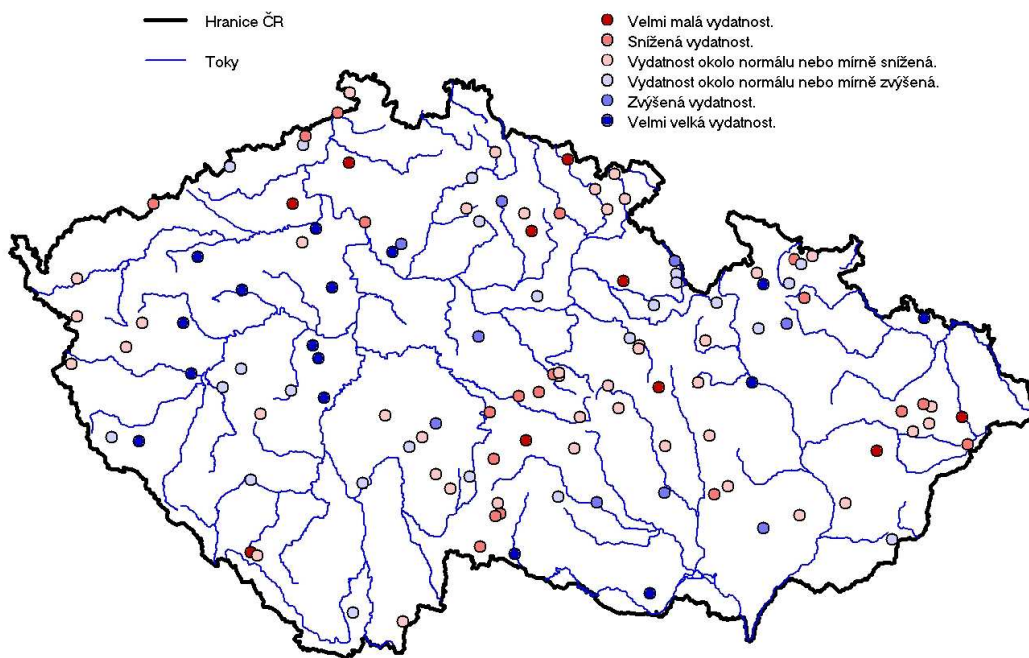 Hranice ČR
Toky
Velmi malá vydatnost.
Snížená vydatnost.
Vydatnost okolo normálu nebo mírně snížená.
Vydatnost okolo normálu nebo mírně zvýšená.
Zvýšená vydatnost.
Velmi velká vydatnost.